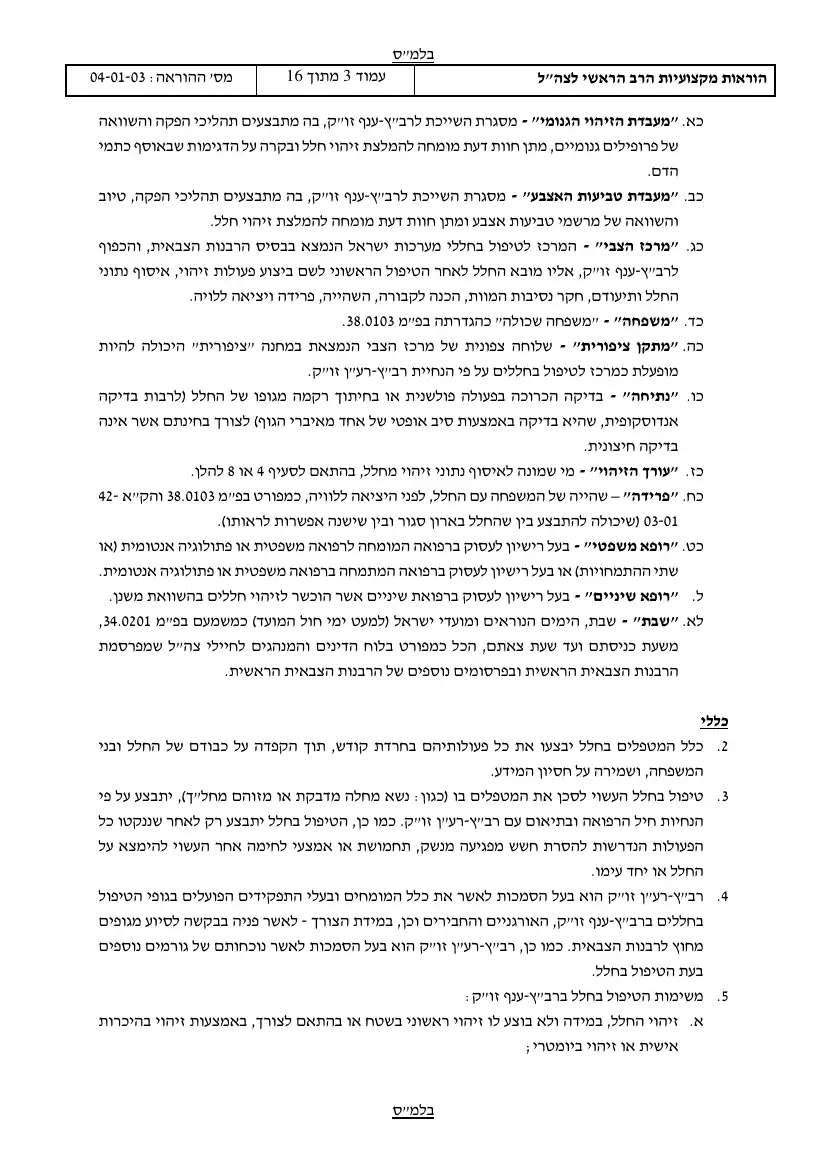 בלמ"ס
הוראות מקצועיות הרב הראשי לצה"ל עמוד 3 מתוך 16 מס' ההוראה: 04-01-03
כא. "מעבדת הזיהוי הגנומי" - מסגרת השייכת לרב"ץ-ענף זו"ק, בה מתבצעים תהליכי הפקה והשוואה
של פרופילים גנומיים, מתן חוות דעת מומחה להמלצת זיהוי חלל ובקרה על הדגימות שבאוסף כתמי
הדם.
כב. "מעבדת טביעות האצבע" - מסגרת השייכת לרב"ץ-ענף זו"ק, בה מתבצעים תהליכי הפקה, טיוב
והשוואה של מרשמי טביעות אצבע ומתן חוות דעת מומחה להמלצת זיהוי חלל.
כג. "מרכז הצבי" - המרכז לטיפול בחללי מערכות ישראל הנמצא בבסיס הרבנות הצבאית, והכפוף
לרב"ץ-ענף זו"ק, אליו מובא החלל לאחר הטיפול הראשוני לשם ביצוע פעולות זיהוי, איסוף נתוני
החלל ותיעודם, חקר נסיבות המוות, הכנה לקבורה, השהייה, פרידה ויציאה ללויה.
כד. "משפחה" - "משפחה שכולה" כהגדרתה בפ"מ 38.0103.
כה. "מתקן ציפורית" - שלוחה צפונית של מרכז הצבי הנמצאת במחנה "ציפורית" היכולה להיות
מופעלת כמרכז לטיפול בחללים על פי הנחיית רב"ץ-רע"ן זו"ק.
כו. "נתיחה" - בדיקה הכרוכה בפעולה פולשנית או בחיתוך רקמה מגופו של החלל (לרבות בדיקה
אנדוסקופית, שהיא בדיקה באמצעות סיב אופטי של אחד מאיברי הגוף) לצורך בחינתם אשר אינה
בדיקה חיצונית.
כז. "עורך הזיהוי" - מי שמונה לאיסוף נתוני זיהוי מחלל, בהתאם לסעיף 4 או 8 להלן.
כח. "פרידה" – שהייה של המשפחה עם החלל, לפני היציאה ללוויה, כמפורט בפ"מ 38.0103 והק"א 42-
03-01 (שיכולה להתבצע בין שהחלל בארון סגור ובין שישנה אפשרות לראותו).
כט. "רופא משפטי" - בעל רישיון לעסוק ברפואה המומחה לרפואה משפטית או פתולוגיה אנטומית (או
שתי ההתמחויות) או בעל רישיון לעסוק ברפואה המתמחה ברפואה משפטית או פתולוגיה אנטומית.
ל. "רופא שיניים" - בעל רישיון לעסוק ברפואת שיניים אשר הוכשר לזיהוי חללים בהשוואת משנן.
לא. "שבת" - שבת, הימים הנוראים ומועדי ישראל (למעט ימי חול המועד) כמשמעם בפ"מ 34.0201,
משעת כניסתם ועד שעת צאתם, הכל כמפורט בלוח הדינים והמנהגים לחיילי צה"ל שמפרסמת
הרבנות הצבאית הראשית ובפרסומים נוספים של הרבנות הצבאית הראשית.
כללי
2. כלל המטפלים בחלל יבצעו את כל פעולותיהם בחרדת קודש, תוך הקפדה על כבודם של החלל ובני
המשפחה, ושמירה על חסיון המידע.
3. טיפול בחלל העשוי לסכן את המטפלים בו (כגון: נשא מחלה מדבקת או מזוהם מחל"ך), יתבצע על פי
הנחיות חיל הרפואה ובתיאום עם רב"ץ-רע"ן זו"ק. כמו כן, הטיפול בחלל יתבצע רק לאחר שננקטו כל
הפעולות הנדרשות להסרת חשש מפגיעה מנשק, תחמושת או אמצעי לחימה אחר העשוי להימצא על
החלל או יחד עימו.
4. רב"ץ-רע"ן זו"ק הוא בעל הסמכות לאשר את כלל המומחים ובעלי התפקידים הפועלים בגופי הטיפול
בחללים ברב"ץ-ענף זו"ק, האורגניים והחבירים וכן, במידת הצורך - לאשר פניה בבקשה לסיוע מגופים
מחוץ לרבנות הצבאית. כמו כן, רב"ץ-רע"ן זו"ק הוא בעל הסמכות לאשר נוכחותם של גורמים נוספים
בעת הטיפול בחלל.
5. משימות הטיפול בחלל ברב"ץ-ענף זו"ק:
א. זיהוי החלל, במידה ולא בוצע לו זיהוי ראשוני בשטח או בהתאם לצורך, באמצעות זיהוי בהיכרות
אישית או זיהוי ביומטרי;
בלמ"ס